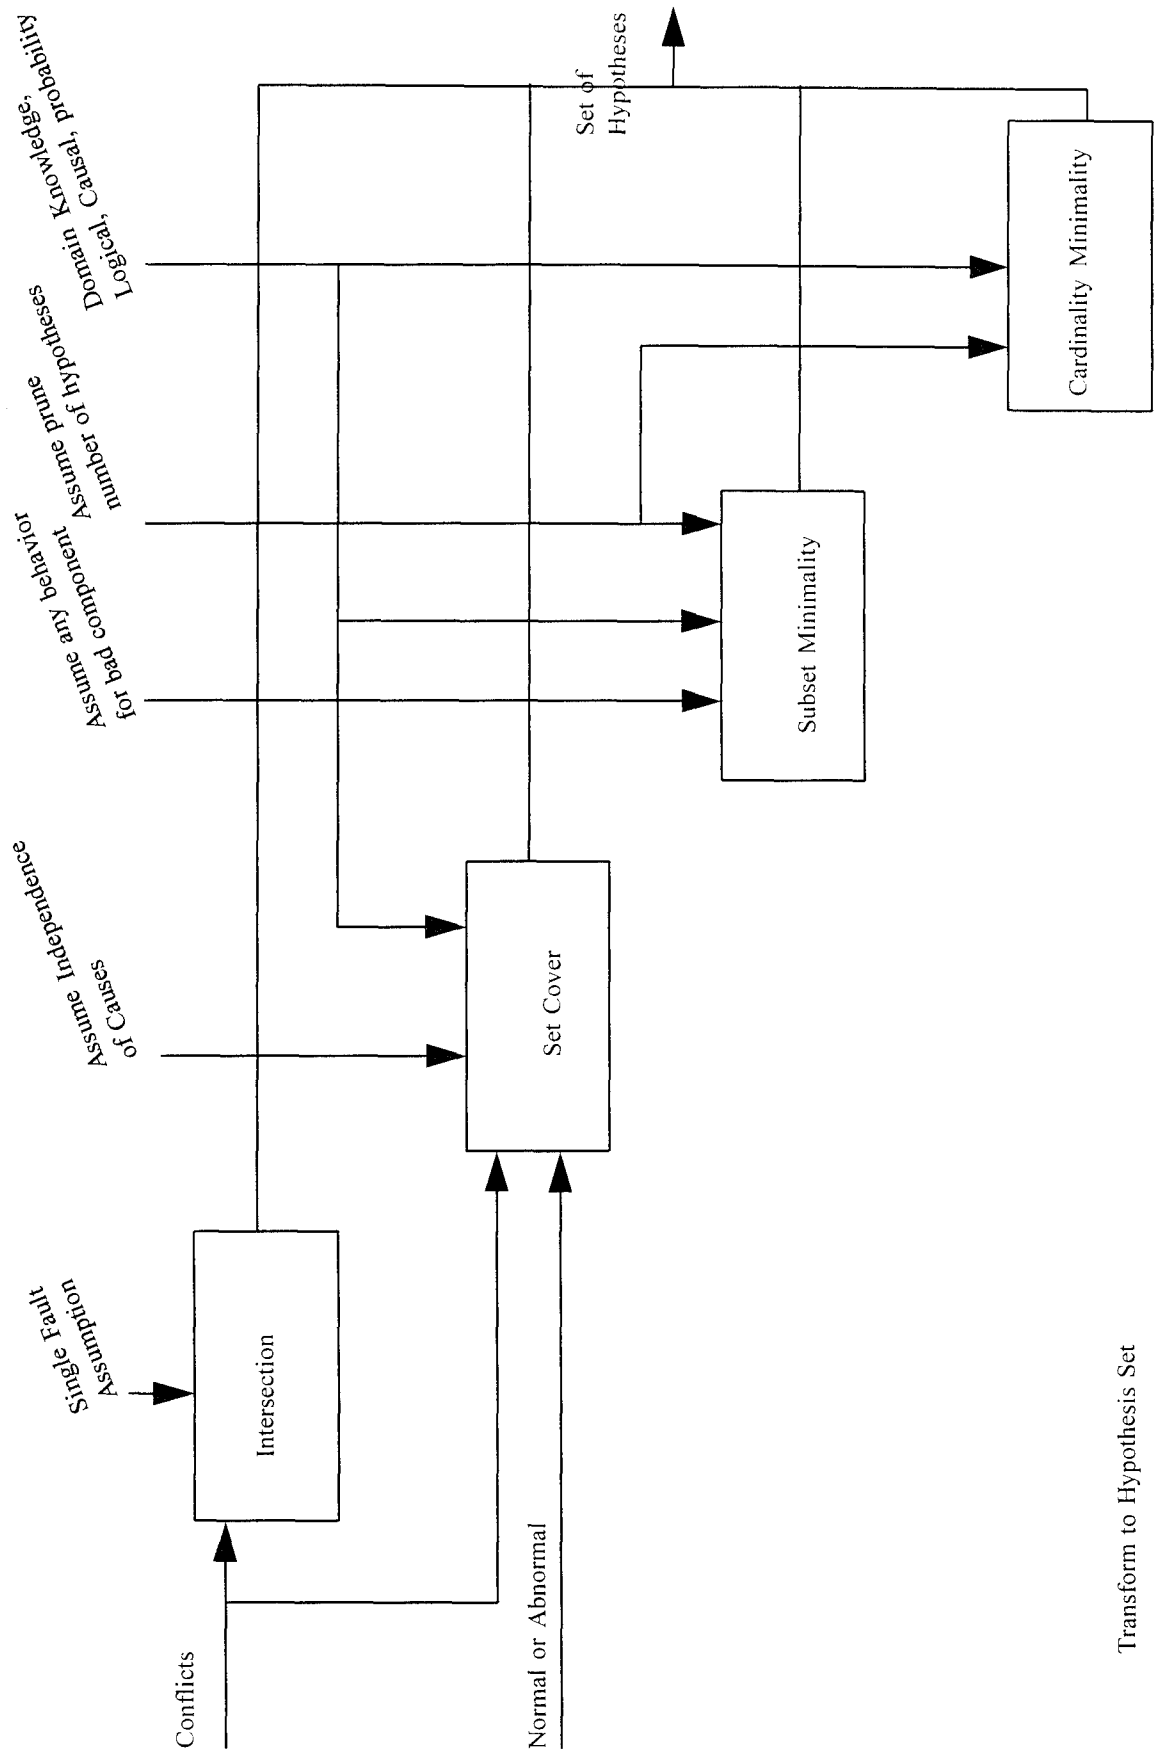 Single Fault
Assumption
Assume Independence
of Causes
Assume any behavior
for bad component
Assume prune
number of hypotheses
Domain Knowledge,
Logical, Causal, probability
Conflicts
Intersection
Normal or Abnormal
Set Cover
Subset Minimality
Cardinality Minimality
Set of
Hypotheses
Transform to Hypothesis Set